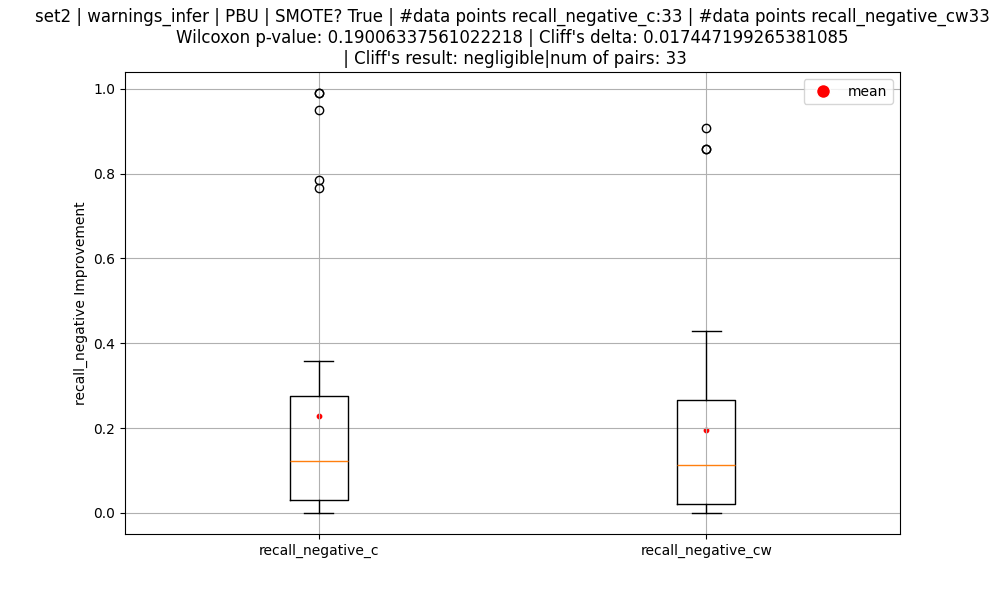 set2 | warnings_infer | PBU | SMOTE? True | #data points recall_negative_c:33 | #data points recall_negative_cw33
Wilcoxon p-value: 0.19006337561022218 | Cliff's delta: 0.017447199265381085
| Cliff's result: negligible|num of pairs: 33
mean
1.0
0.8
0.6
0.4
0.2
0.0
recall_negative Improvement
recall_negative_c
recall_negative_cw